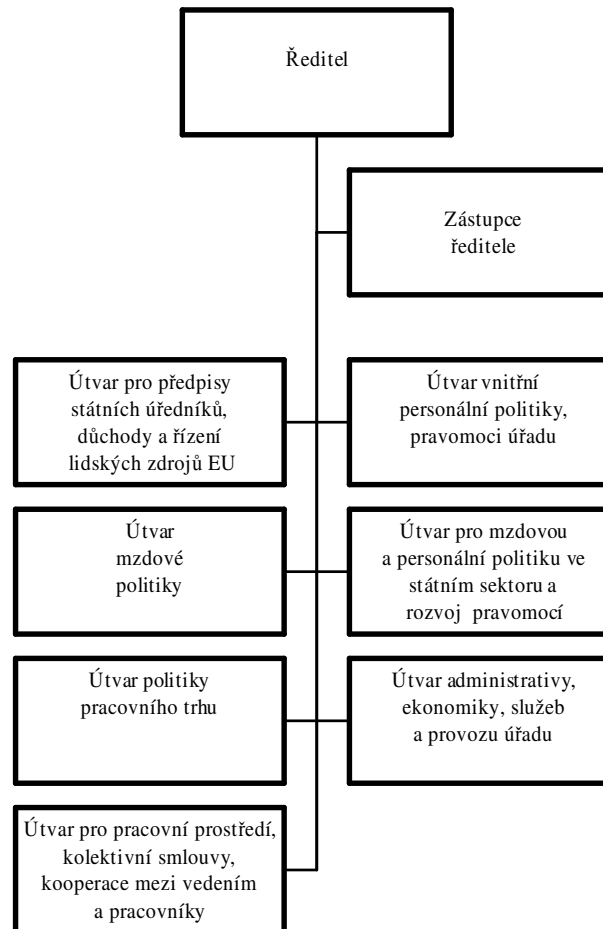 Ředitel
Zástupce
ředitele
Útvar pro předpisy
státních úředníků,
důchody a řízení
lidských zdrojů EU
Útvar vnitřní
personální politiky,
pravomoci úřadu
Útvar
mzdové
politiky
Útvar pro mzdovou
a personální politiku ve
státním sektoru a
rozvoj pravomocí
Útvar politiky
pracovního trhu
Útvar administrativy,
ekonomiky, služeb
a provozu úřadu
Útvar pro pracovní prostředí,
kolektivní smlouvy,
kooperace mezi vedením
a pracovníky